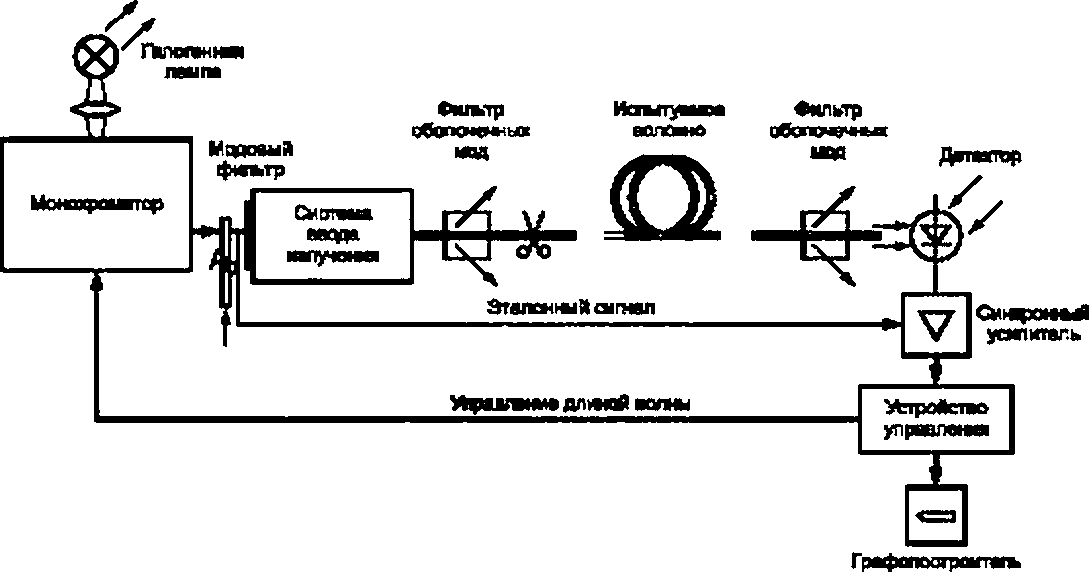 Галогенная
лампа
Фильтр
оболочечных
мод
Испытуемое
волокно
Фильтр
оболочечных
мод
Модовый
фильтр
Детектор
Монохроматор
Система
ввода
излучения
Эталонный сигнал
Синхронный
усилитель
Управление длиной волны
Устройство
управления
Графопостроитель